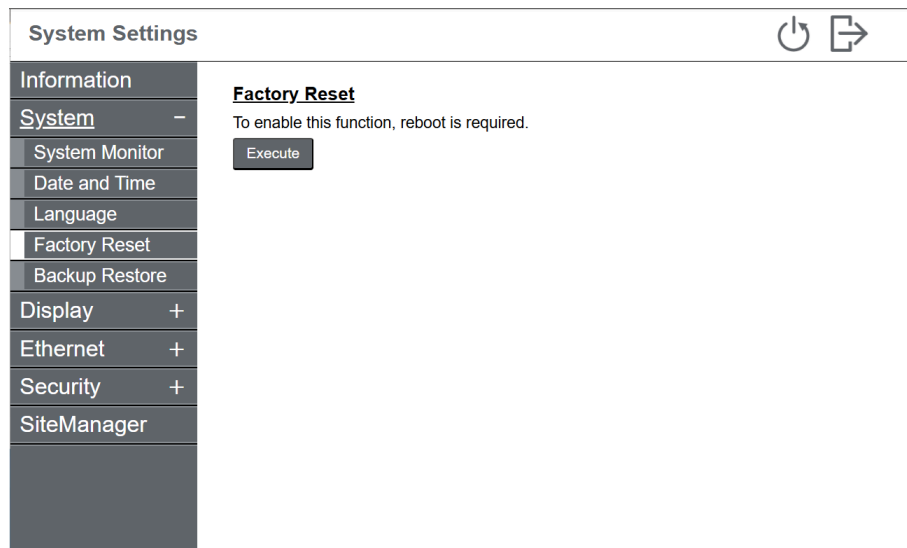 System Settings
Information
System −
System Monitor
Date and Time
Language
Factory Reset
Backup Restore
Display +
Ethernet +
Security +
SiteManager
Factory Reset
To enable this function, reboot is required.
Execute